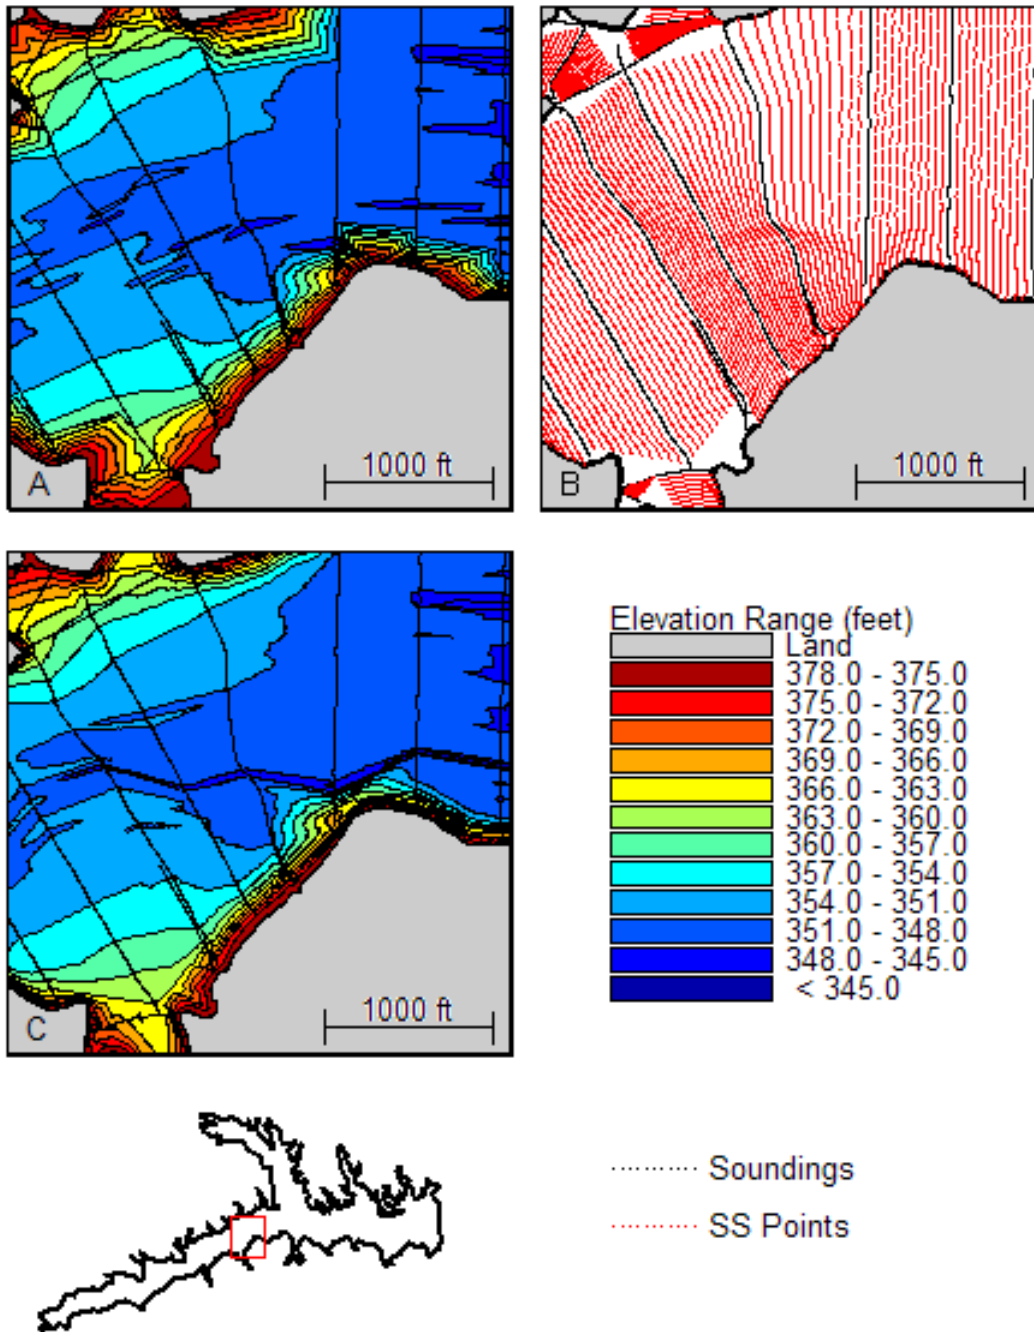 A
1000 ft
B
1000 ft
C
1000 ft
Elevation Range (feet)
Land
378.0 - 375.0
375.0 - 372.0
372.0 - 369.0
369.0 - 366.0
366.0 - 363.0
363.0 - 360.0
360.0 - 357.0
357.0 - 354.0
354.0 - 351.0
351.0 - 348.0
348.0 - 345.0
< 345.0
Soundings
SS Points